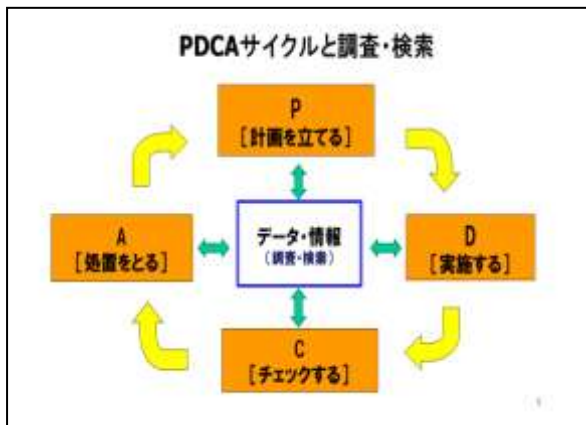 PDCAサイクルと調査・検索
P
[計画を立てる]
A
[処置をとる]
データ・情報
(調査・検索)
D
[実施する]
C
[チェックする]